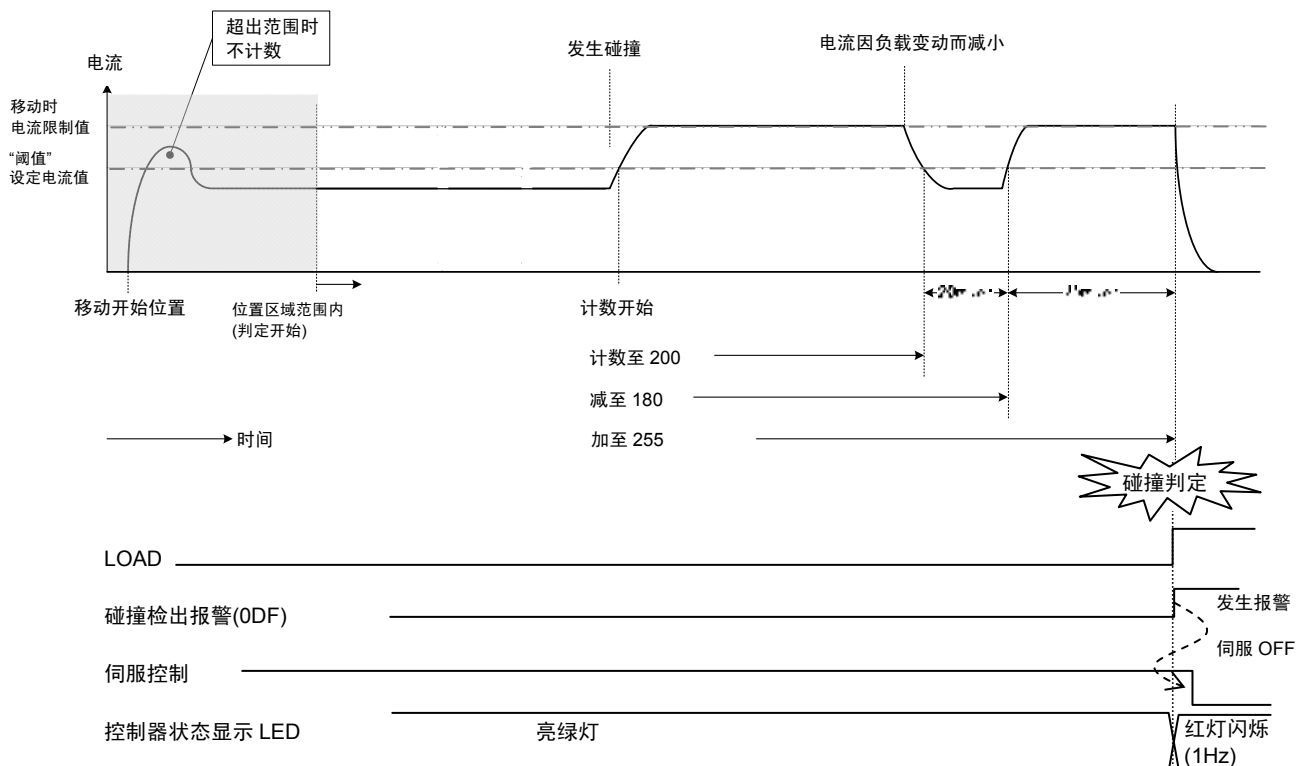 超出范围时
不计数
电流
发生碰撞
电流因负载变动而减小
移动时
电流限制值
“阈值”
设定电流值
移动开始位置
位置区域范围内
(判定开始)
计数开始
计数至 200
减至 180
时间
加至 255
碰撞判定
LOAD
碰撞检出报警(0DF)
发生报警
伺服 OFF
伺服控制
控制器状态显示 LED
亮绿灯
红灯闪烁
(1Hz)